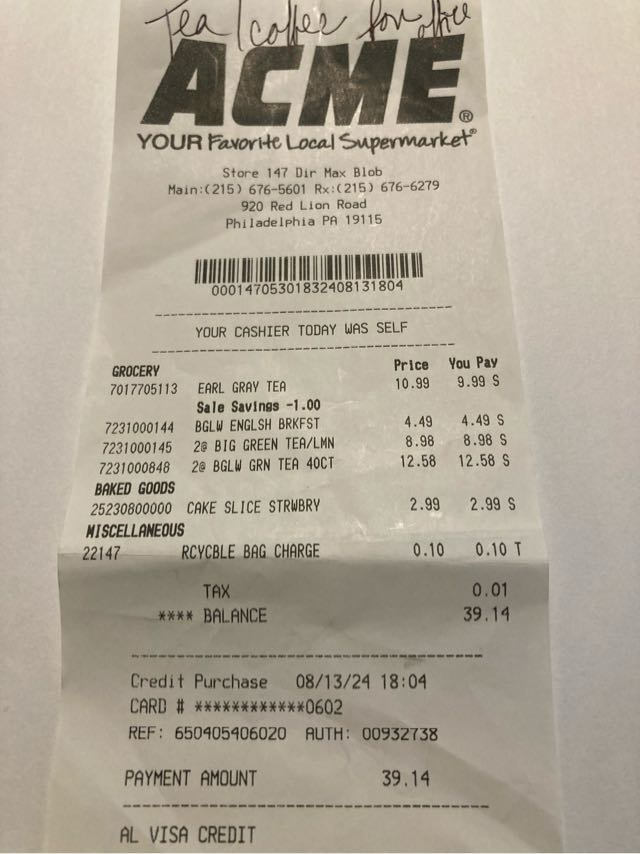 Tea / coffee for office
ACME®
YOUR Favorite Local Supermarket®
Store 147 Dir Max Blob
Main:(215) 676-5601 Rx:(215) 676-6279
920 Red Lion Road
Philadelphia PA 19115
00014705301832408131804
YOUR CASHIER TODAY WAS SELF
Price You Pay
GROCERY
7017705113 EARL GRAY TEA 10.99 9.99 S
Sale Savings -1.00
7231000144 BGLW ENGLSH BRKFST 4.49 4.49 S
7231000145 2@ BIG GREEN TEA/LMN 8.98 8.98 S
7231000848 2@ BGLW GRN TEA 40CT 12.58 12.58 S
BAKED GOODS
25230800000 CAKE SLICE STRWBRY 2.99 2.99 S
MISCELLANEOUS
22147 RCYCBLE BAG CHARGE 0.10 0.10 T
TAX 0.01
**** BALANCE 39.14
Credit Purchase 08/13/24 18:04
CARD # ************0602
REF: 650405406020 AUTH: 00932738
PAYMENT AMOUNT 39.14
AL VISA CREDIT